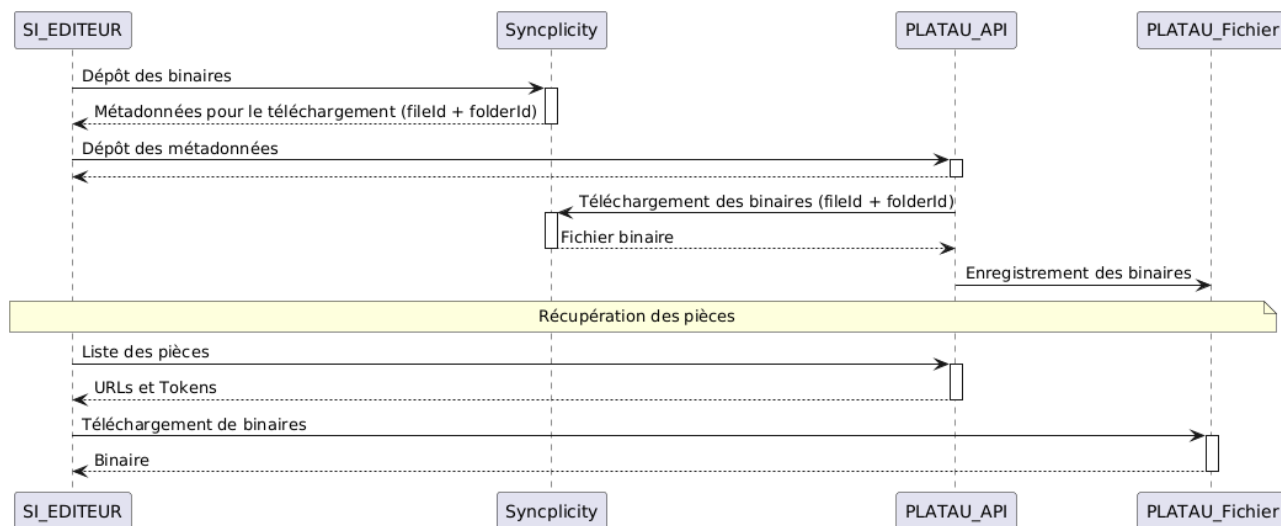 SI_EDITEUR Syncplicity PLATAU_API PLATAU_Fichier
Dépôt des binaires
Métadonnées pour le téléchargement (fileId + folderId)
Dépôt des métadonnées
Téléchargement des binaires (fileId + folderId)
Fichier binaire
Enregistrement des binaires
Récupération des pièces
Liste des pièces
URLs et Tokens
Téléchargement de binaires
Binaire
SI_EDITEUR Syncplicity PLATAU_API PLATAU_Fichier